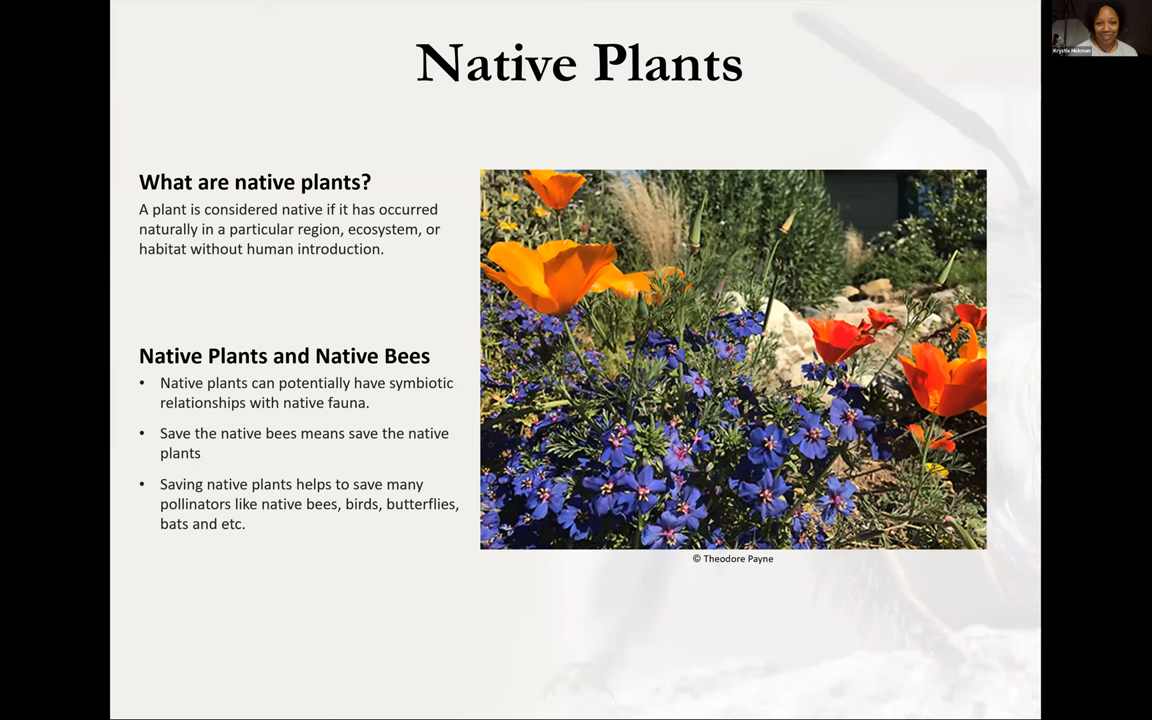 Native Plants
Krystle Hickman
What are native plants?
A plant is considered native if it has occurred
naturally in a particular region, ecosystem, or
habitat without human introduction.
Native Plants and Native Bees
• Native plants can potentially have symbiotic
relationships with native fauna.
• Save the native bees means save the native
plants
• Saving native plants helps to save many
pollinators like native bees, birds, butterflies,
bats and etc.
© Theodore Payne